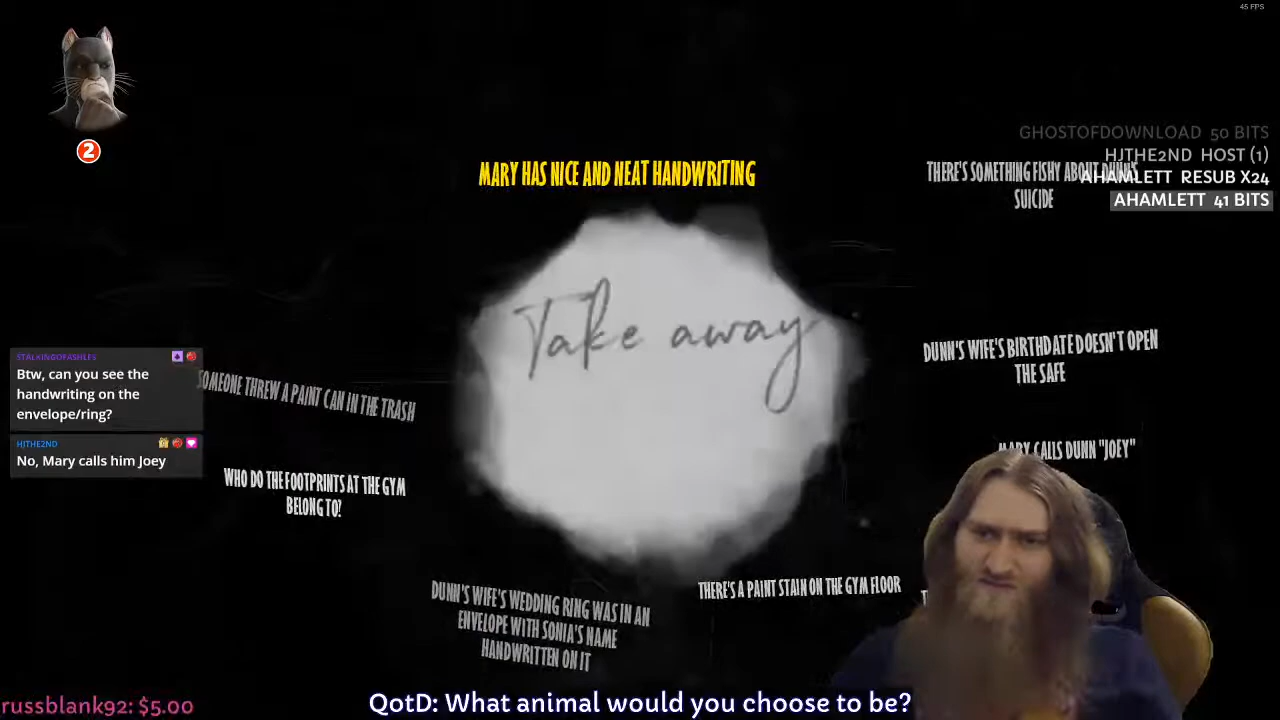 45 FPS
2
GHOSTOFDOWNLOAD 50 BITS
HJTHE2ND HOST (1)
AHAMLETT RESUB X24
AHAMLETT 41 BITS
MARY HAS NICE AND NEAT HANDWRITING
THERE'S SOMETHING FISHY ABOUT DUNN'S
SUICIDE
Take away
DUNN'S WIFE'S BIRTHDATE DOESN'T OPEN
THE SAFE
Btw, can you see the
handwriting on the
envelope/ring?
SOMEONE THREW A PAINT CAN IN THE TRASH
HJTHE2ND
No, Mary calls him Joey
MARY CALLS DUNN "JOEY"
WHO DO THE FOOTPRINTS AT THE GYM
BELONG TO?
DUNN'S WIFE'S WEDDING RING WAS IN AN
ENVELOPE WITH SONIA'S NAME
HANDWRITTEN ON IT
THERE'S A PAINT STAIN ON THE GYM FLOOR
russblank92: $5.00
QotD: What animal would you choose to be?